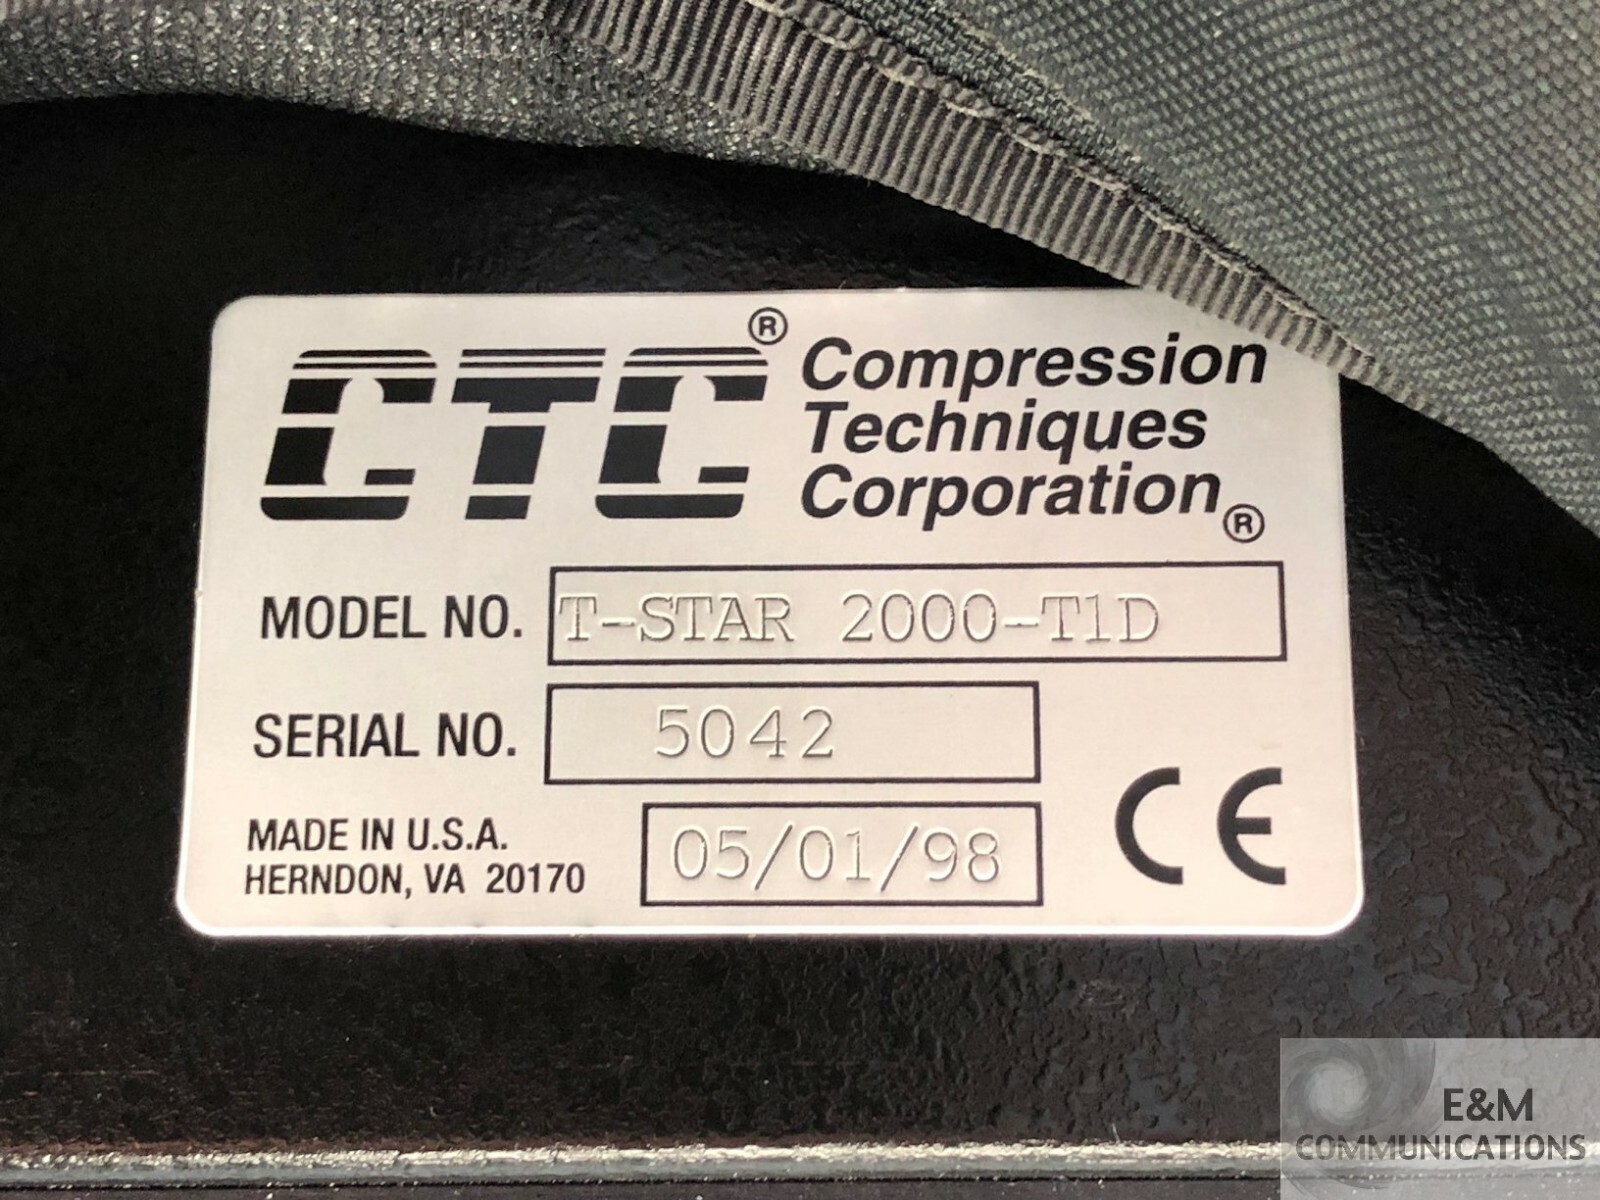 CTC®
Compression
Techniques
Corporation®
MODEL NO. T-STAR 2000-T1D
SERIAL NO. 5042
MADE IN U.S.A.
HERNDON, VA 20170
05/01/98
CE
E&M
COMMUNICATIONS